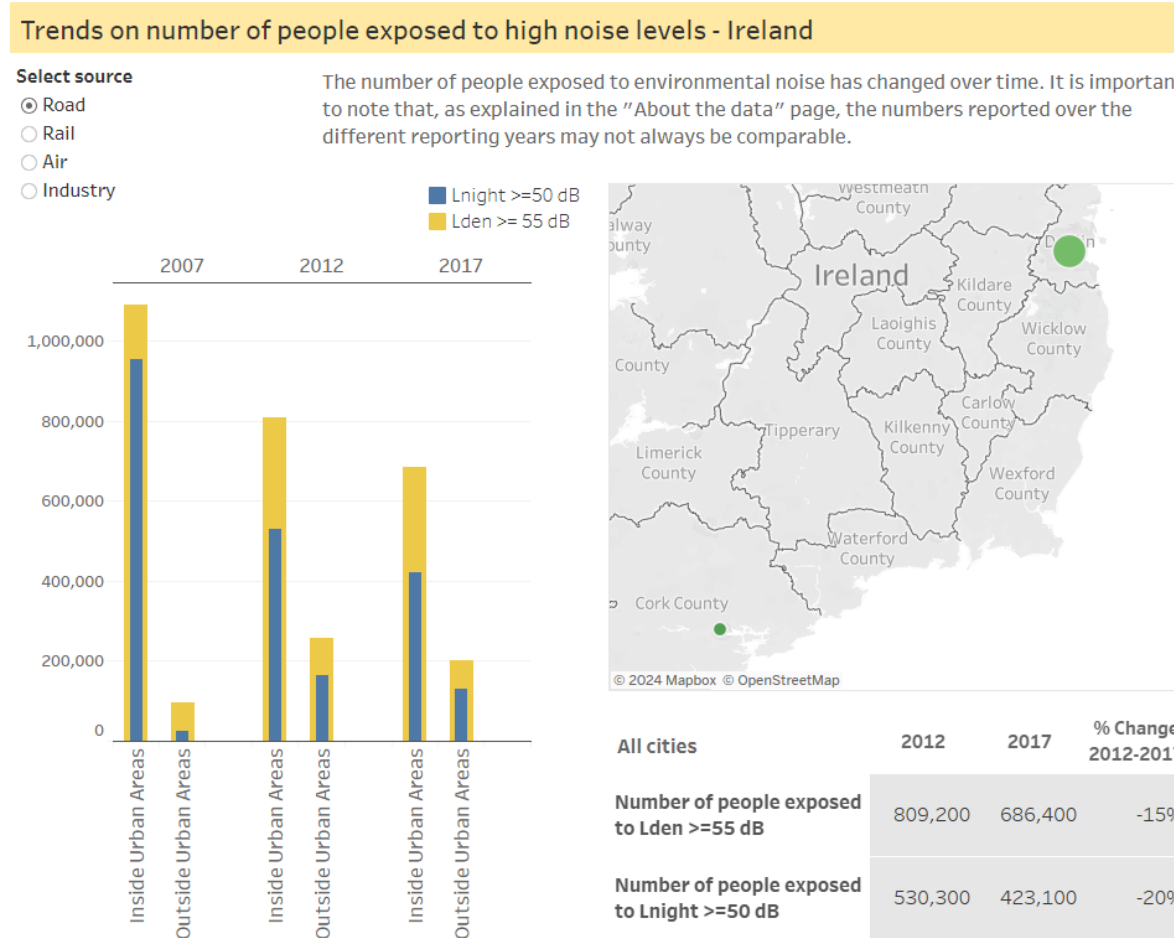 Trends on number of people exposed to high noise levels - Ireland
Select source
Road
Rail
Air
Industry
The number of people exposed to environmental noise has changed over time. It is importan
to note that, as explained in the "About the data" page, the numbers reported over the
different reporting years may not always be comparable.
Lnight >=50 dB
Lden >= 55 dB
2007
2012
2017
1,000,000
800,000
600,000
400,000
200,000
0
Inside Urban Areas
Outside Urban Areas
Inside Urban Areas
Outside Urban Areas
Inside Urban Areas
Outside Urban Areas
Westmeath
County
alway
ounty
Ireland
Kildare
County
Laoighis
County
Wicklow
County
County
Carlow
County
Tipperary
Kilkenny
County
Limerick
County
Wexford
County
Waterford
County
Cork County
© 2024 Mapbox © OpenStreetMap
All cities
2012
2017
% Change
2012-2017
Number of people exposed
to Lden >=55 dB
809,200
686,400
-15%
Number of people exposed
to Lnight >=50 dB
530,300
423,100
-20%